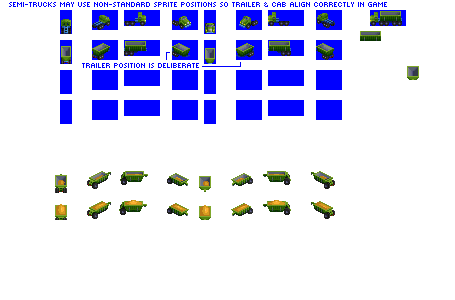 SEMI-TRUCKS MAY USE NON-STANDARD SPRITE POSITIONS SO TRAILER & CAB ALIGN CORRECTLY IN GAME
TRAILER POSITION IS DELIBERATE